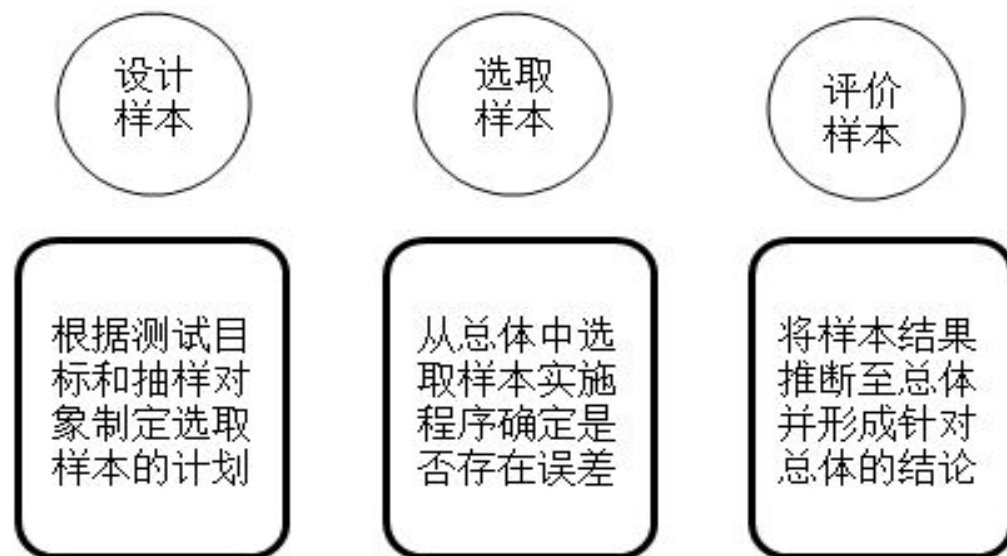 设计
样本
选取
样本
评价
样本
根据测试目
标和抽样对
象制定选取
样本的计划
从总体中选
取样本实施
程序确定是
否存在误差
将样本结果
推断至总体
并形成针对
总体的结论